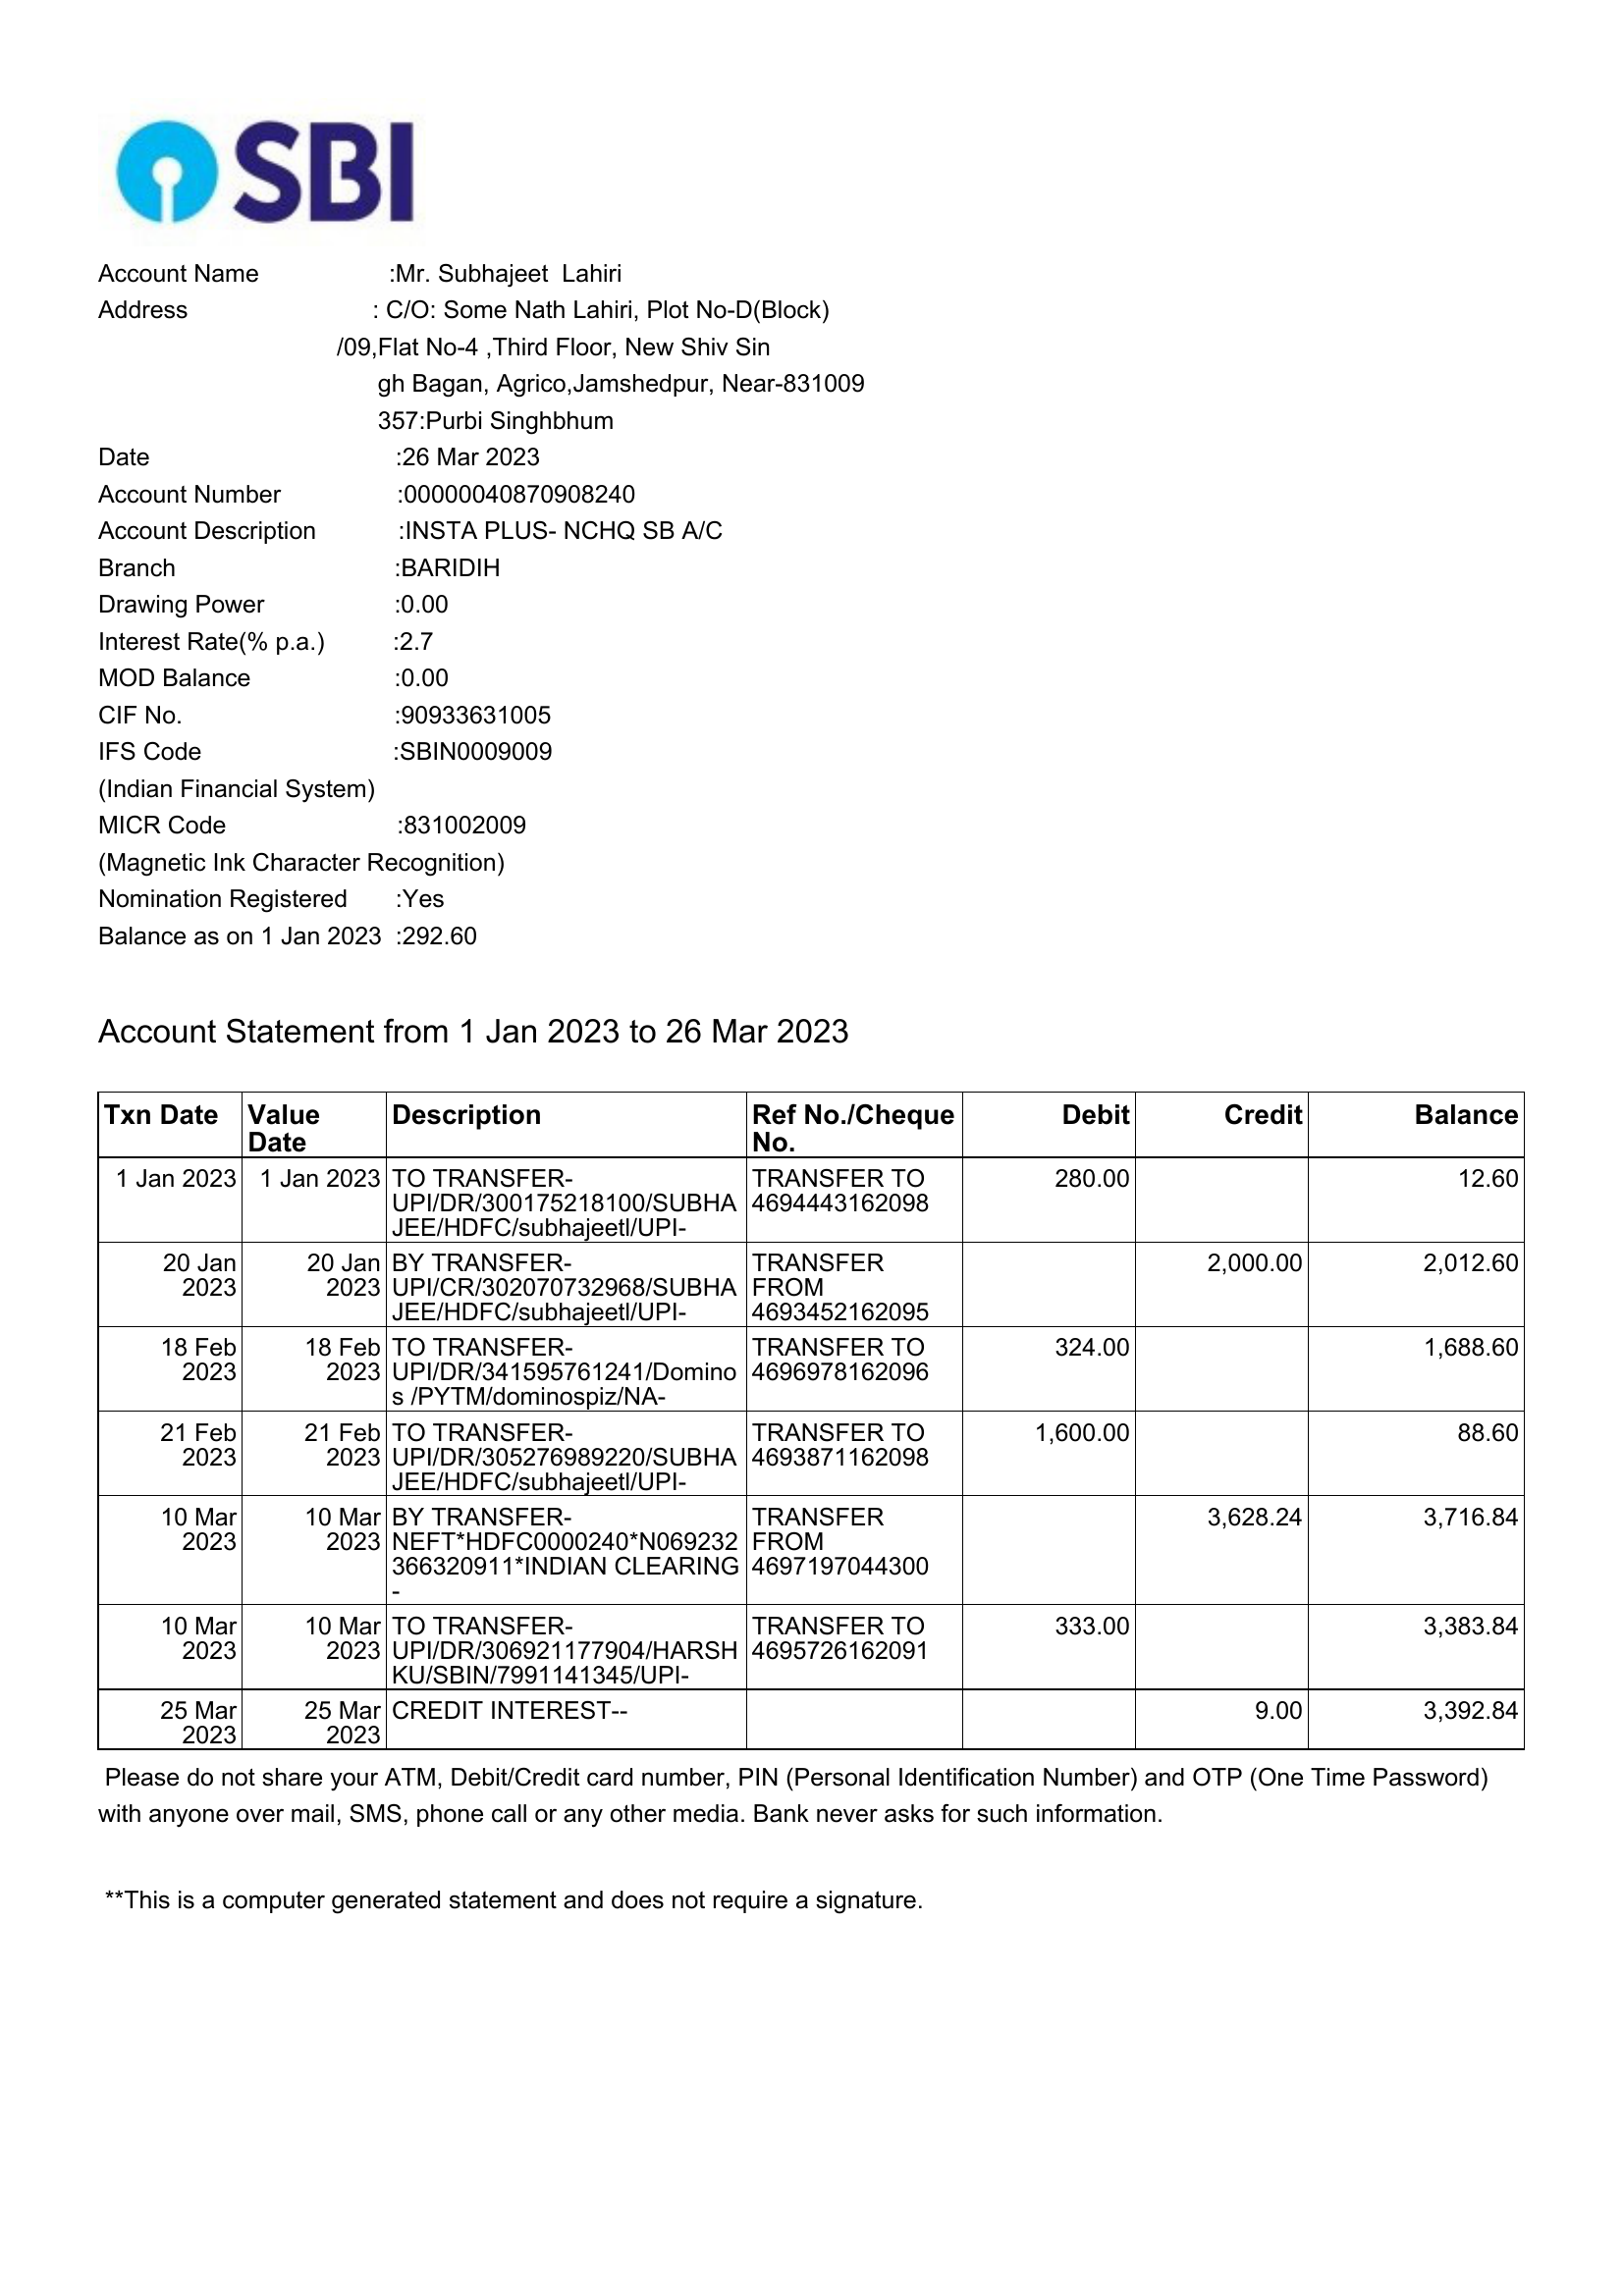 SBI
Account Name :Mr. Subhajeet  Lahiri
Address : C/O: Some Nath Lahiri, Plot No-D(Block)
/09,Flat No-4 ,Third Floor, New Shiv Sin
gh Bagan, Agrico,Jamshedpur, Near-831009
357:Purbi Singhbhum
Date :26 Mar 2023
Account Number :00000040870908240
Account Description :INSTA PLUS- NCHQ SB A/C
Branch :BARIDIH
Drawing Power :0.00
Interest Rate(% p.a.) :2.7
MOD Balance :0.00
CIF No. :90933631005
IFS Code :SBIN0009009
(Indian Financial System)
MICR Code :831002009
(Magnetic Ink Character Recognition)
Nomination Registered :Yes
Balance as on 1 Jan 2023 :292.60
Account Statement from 1 Jan 2023 to 26 Mar 2023
Txn Date Value Description Ref No./Cheque Debit Credit Balance
Date No.
1 Jan 2023 1 Jan 2023 TO TRANSFER- TRANSFER TO 280.00 12.60
UPI/DR/300175218100/SUBHA 4694443162098
JEE/HDFC/subhajeetl/UPI-
20 Jan 20 Jan BY TRANSFER- TRANSFER 2,000.00 2,012.60
2023 2023 UPI/CR/302070732968/SUBHA FROM
JEE/HDFC/subhajeetl/UPI- 4693452162095
18 Feb 18 Feb TO TRANSFER- TRANSFER TO 324.00 1,688.60
2023 2023 UPI/DR/341595761241/Domino 4696978162096
s /PYTM/dominospiz/NA-
21 Feb 21 Feb TO TRANSFER- TRANSFER TO 1,600.00 88.60
2023 2023 UPI/DR/305276989220/SUBHA 4693871162098
JEE/HDFC/subhajeetl/UPI-
10 Mar 10 Mar BY TRANSFER- TRANSFER 3,628.24 3,716.84
2023 2023 NEFT*HDFC0000240*N069232 FROM
366320911*INDIAN CLEARING 4697197044300
-
10 Mar 10 Mar TO TRANSFER- TRANSFER TO 333.00 3,383.84
2023 2023 UPI/DR/306921177904/HARSH 4695726162091
KU/SBIN/7991141345/UPI-
25 Mar 25 Mar CREDIT INTEREST-- 9.00 3,392.84
2023 2023
Please do not share your ATM, Debit/Credit card number, PIN (Personal Identification Number) and OTP (One Time Password)
with anyone over mail, SMS, phone call or any other media. Bank never asks for such information.
**This is a computer generated statement and does not require a signature.